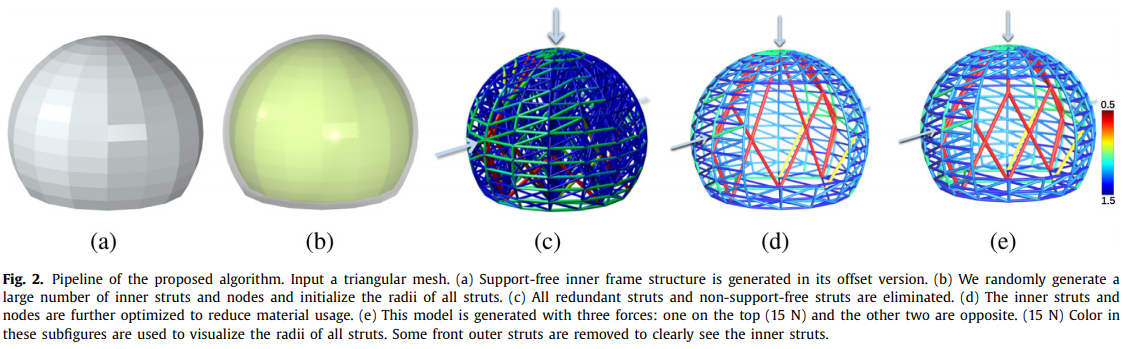 0.5
1.5
(a) (b) (c) (d) (e)
Fig. 2. Pipeline of the proposed algorithm. Input a triangular mesh. (a) Support-free inner frame structure is generated in its offset version. (b) We randomly generate a
large number of inner struts and nodes and initialize the radii of all struts. (c) All redundant struts and non-support-free struts are eliminated. (d) The inner struts and
nodes are further optimized to reduce material usage. (e) This model is generated with three forces: one on the top (15 N) and the other two are opposite. (15 N) Color in
these subfigures are used to visualize the radii of all struts. Some front outer struts are removed to clearly see the inner struts.